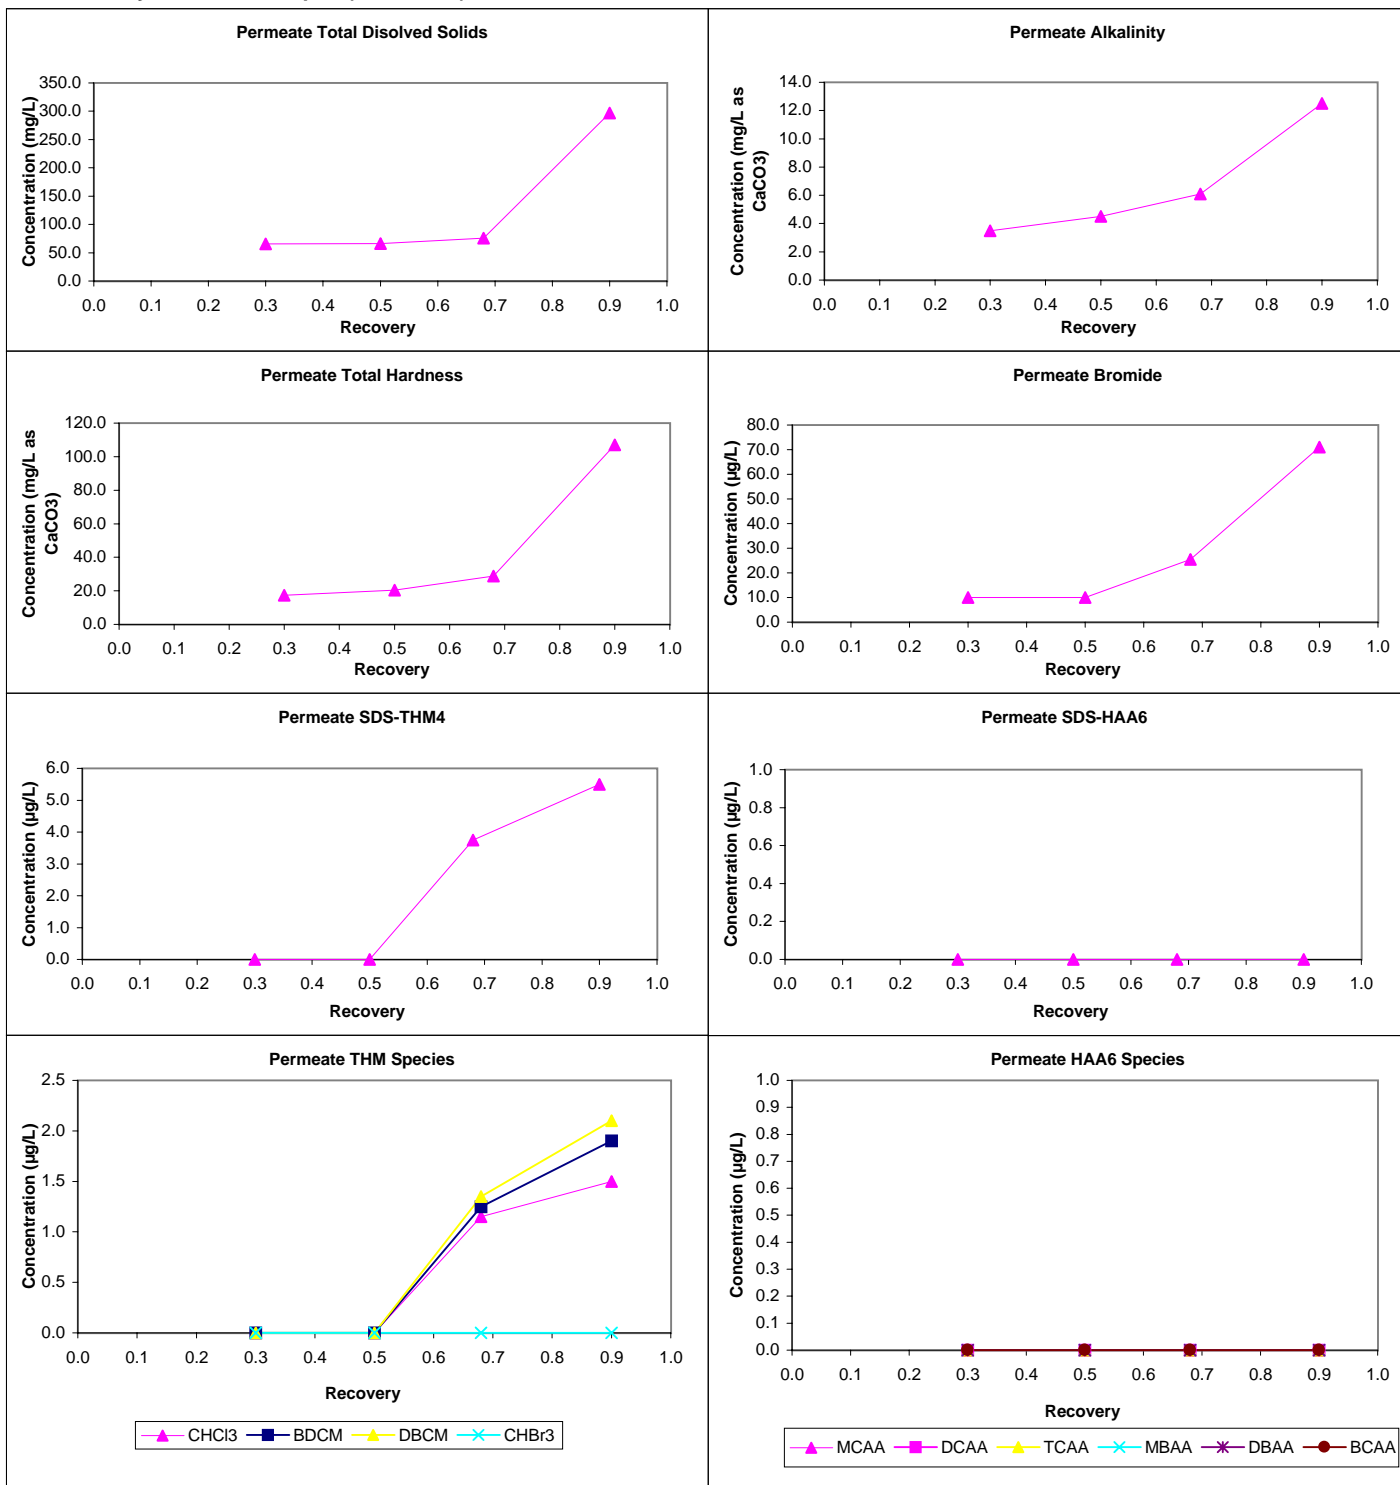 Permeate Total Disolved Solids
Concentration (mg/L)
350.0
300.0
250.0
200.0
150.0
100.0
50.0
0.0
0.0 0.1 0.2 0.3 0.4 0.5 0.6 0.7 0.8 0.9 1.0
Recovery
Permeate Alkalinity
Concentration (mg/L as
CaCO3)
14.0
12.0
10.0
8.0
6.0
4.0
2.0
0.0
0.0 0.1 0.2 0.3 0.4 0.5 0.6 0.7 0.8 0.9 1.0
Recovery
Permeate Total Hardness
Concentration (mg/L as
CaCO3)
120.0
100.0
80.0
60.0
40.0
20.0
0.0
0.0 0.1 0.2 0.3 0.4 0.5 0.6 0.7 0.8 0.9 1.0
Recovery
Permeate Bromide
Concentration (µg/L)
80.0
70.0
60.0
50.0
40.0
30.0
20.0
10.0
0.0
0.0 0.1 0.2 0.3 0.4 0.5 0.6 0.7 0.8 0.9 1.0
Recovery
Permeate SDS-THM4
Concentration (µg/L)
6.0
5.0
4.0
3.0
2.0
1.0
0.0
0.0 0.1 0.2 0.3 0.4 0.5 0.6 0.7 0.8 0.9 1.0
Recovery
Permeate SDS-HAA6
Concentration (µg/L)
1.0
0.8
0.6
0.4
0.2
0.0
0.0 0.1 0.2 0.3 0.4 0.5 0.6 0.7 0.8 0.9 1.0
Recovery
Permeate THM Species
Concentration (µg/L)
2.5
2.0
1.5
1.0
0.5
0.0
0.0 0.1 0.2 0.3 0.4 0.5 0.6 0.7 0.8 0.9 1.0
Recovery
CHCl3 BDCM DBCM CHBr3
Permeate HAA6 Species
Concentration (µg/L)
1.0
0.9
0.8
0.7
0.6
0.5
0.4
0.3
0.2
0.1
0.0
0.0 0.1 0.2 0.3 0.4 0.5 0.6 0.7 0.8 0.9 1.0
Recovery
MCAA DCAA TCAA MBAA DBAA BCAA